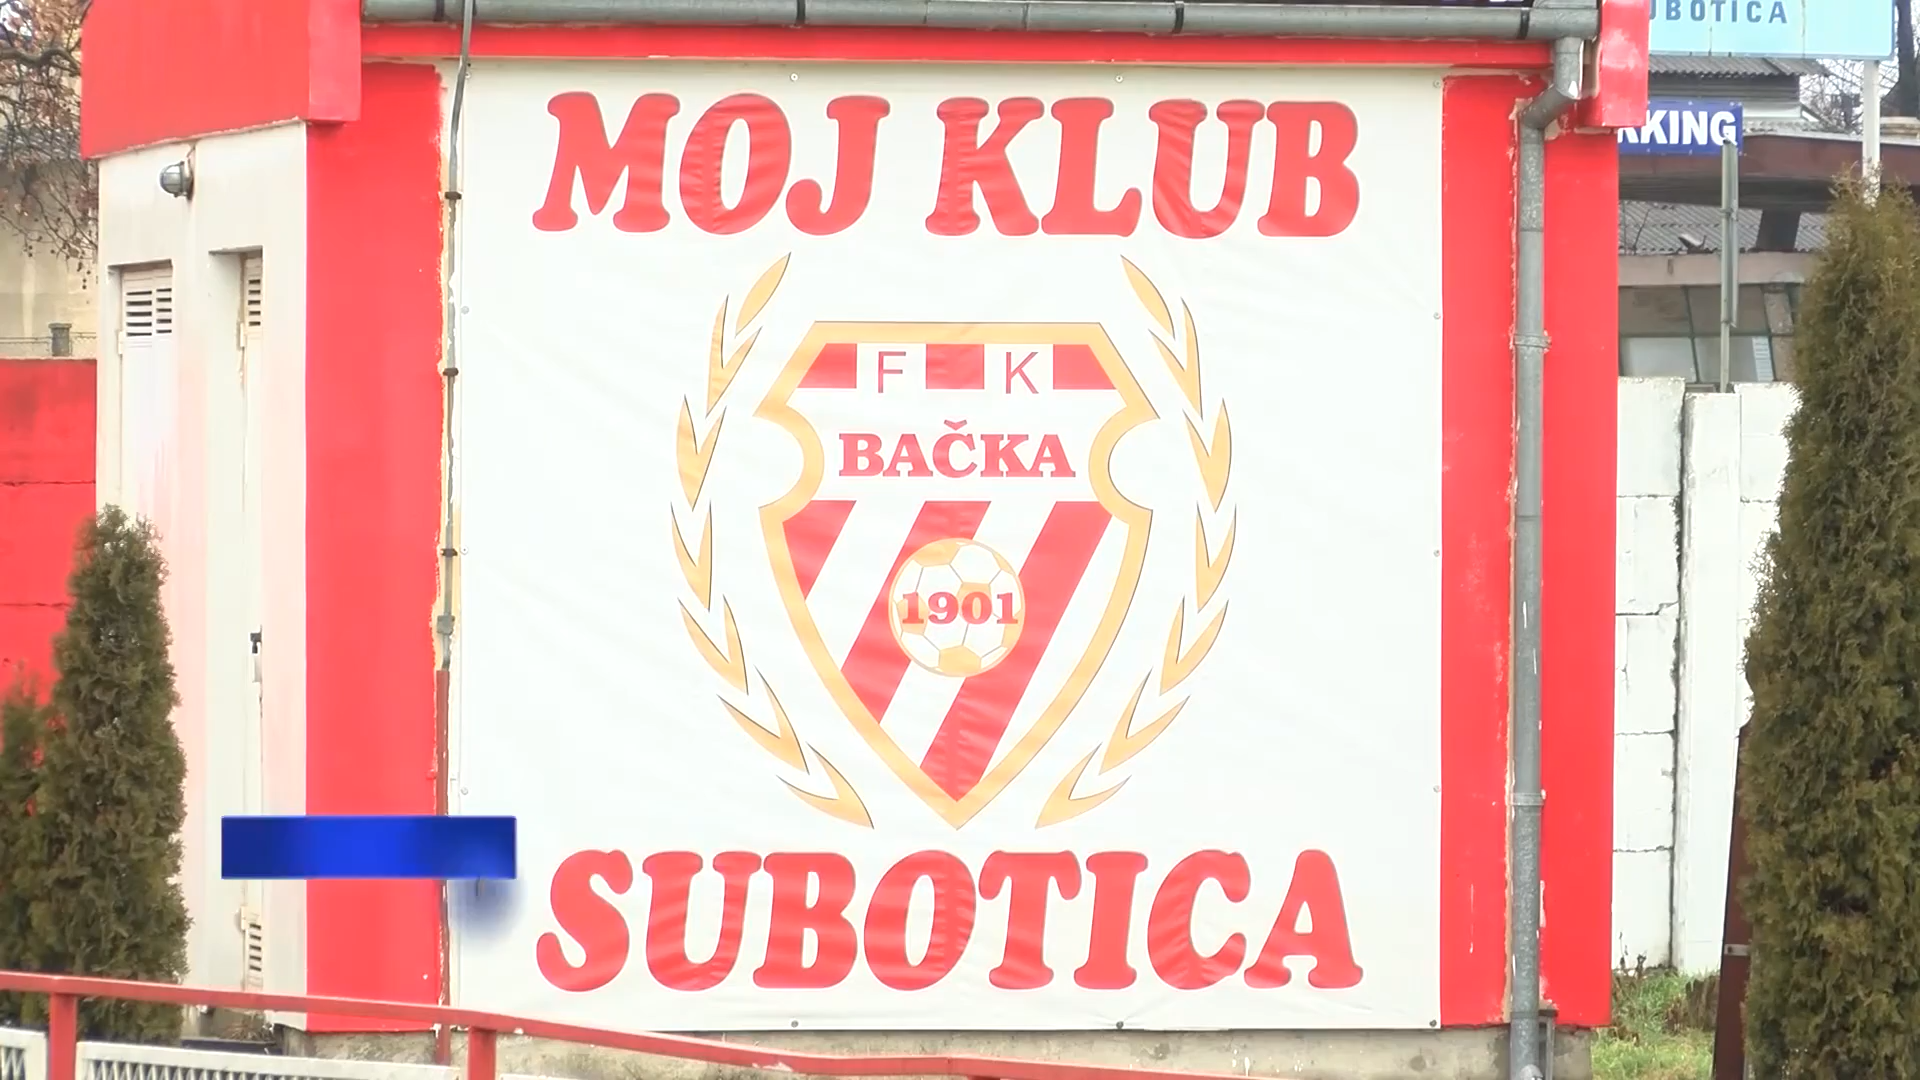 MOJ KLUB
F K
BAČKA
1901
SUBOTICA
UBOTICA
RKING